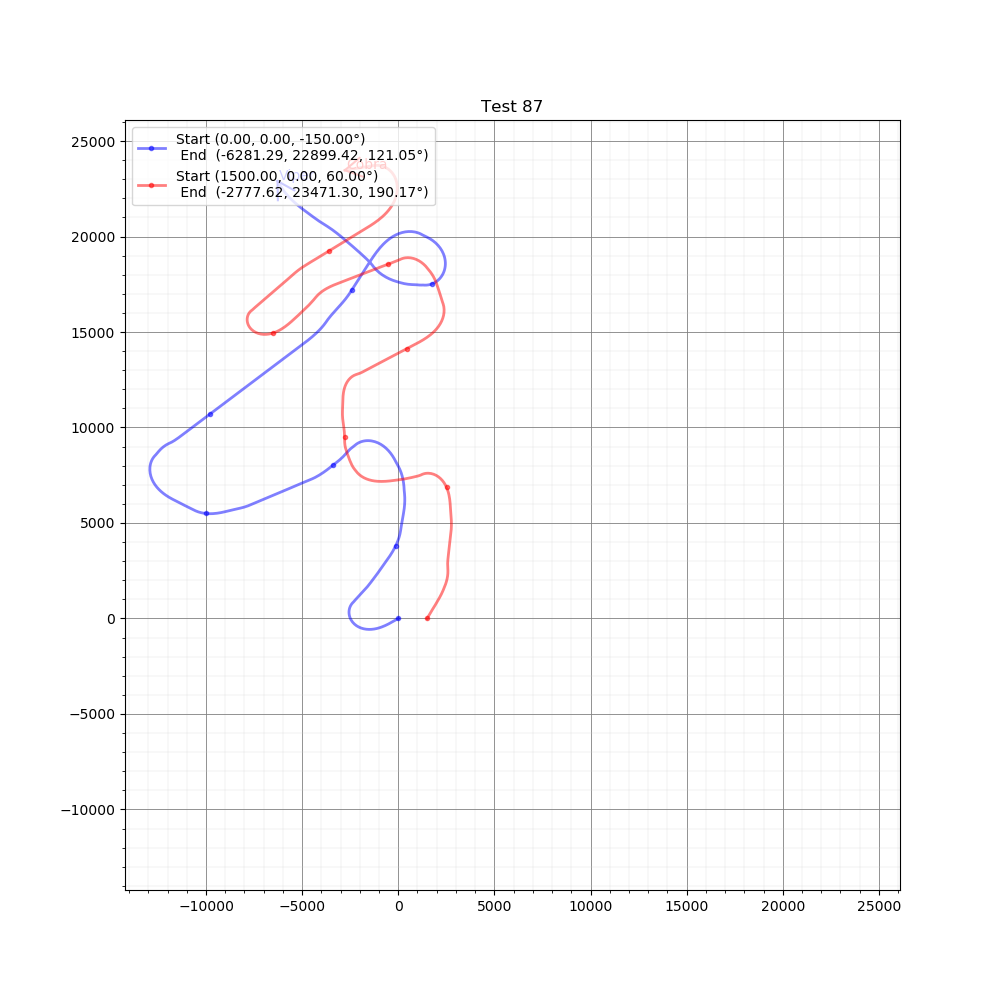 Test 87
Start (0.00, 0.00, -150.00°)
End (-6281.29, 22899.42, 121.05°)
Start (1500.00, 0.00, 60.00°)
End (-2777.62, 23471.30, 190.17°)
25000
20000
15000
10000
5000
0
−5000
−10000
−10000 −5000 0 5000 10000 15000 20000 25000